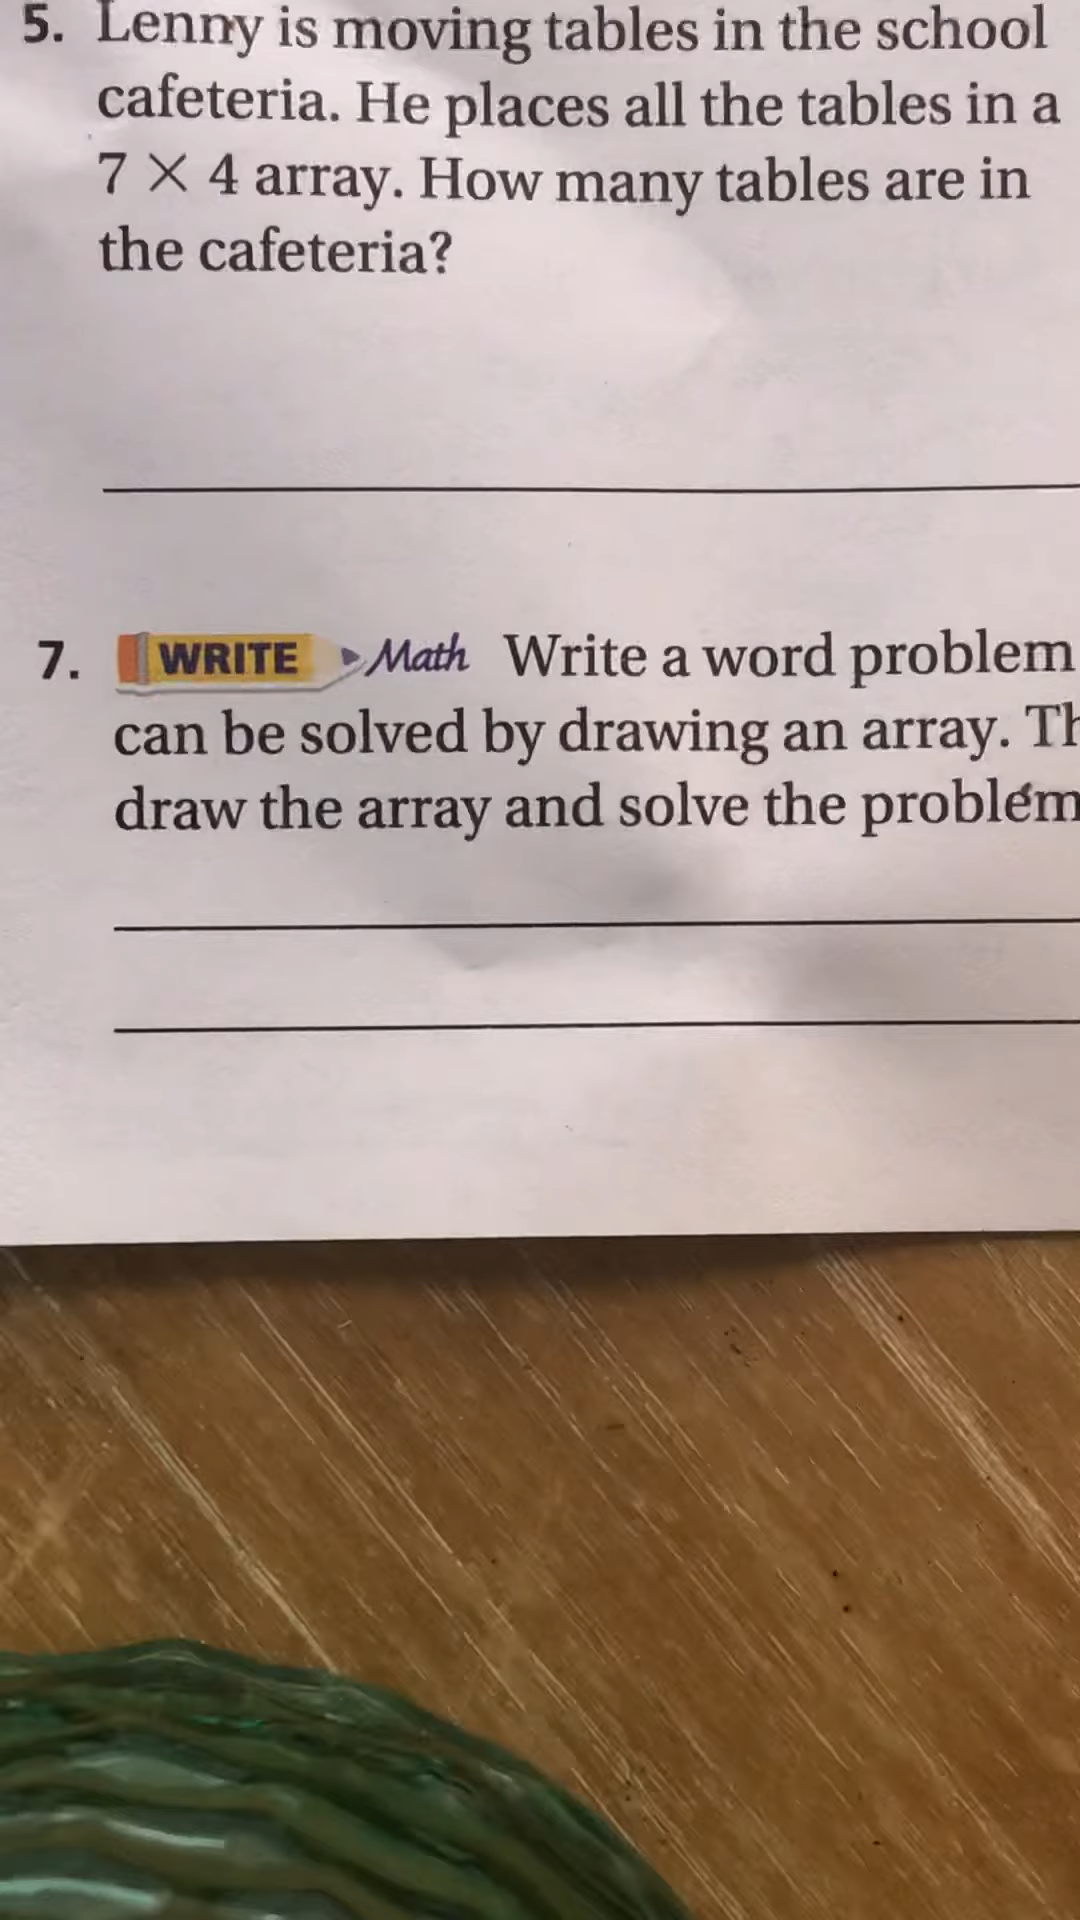 5. Lenny is moving tables in the school
cafeteria. He places all the tables in a
7 × 4 array. How many tables are in
the cafeteria?
7. WRITE Math Write a word problem
can be solved by drawing an array.
draw the array and solve the problem